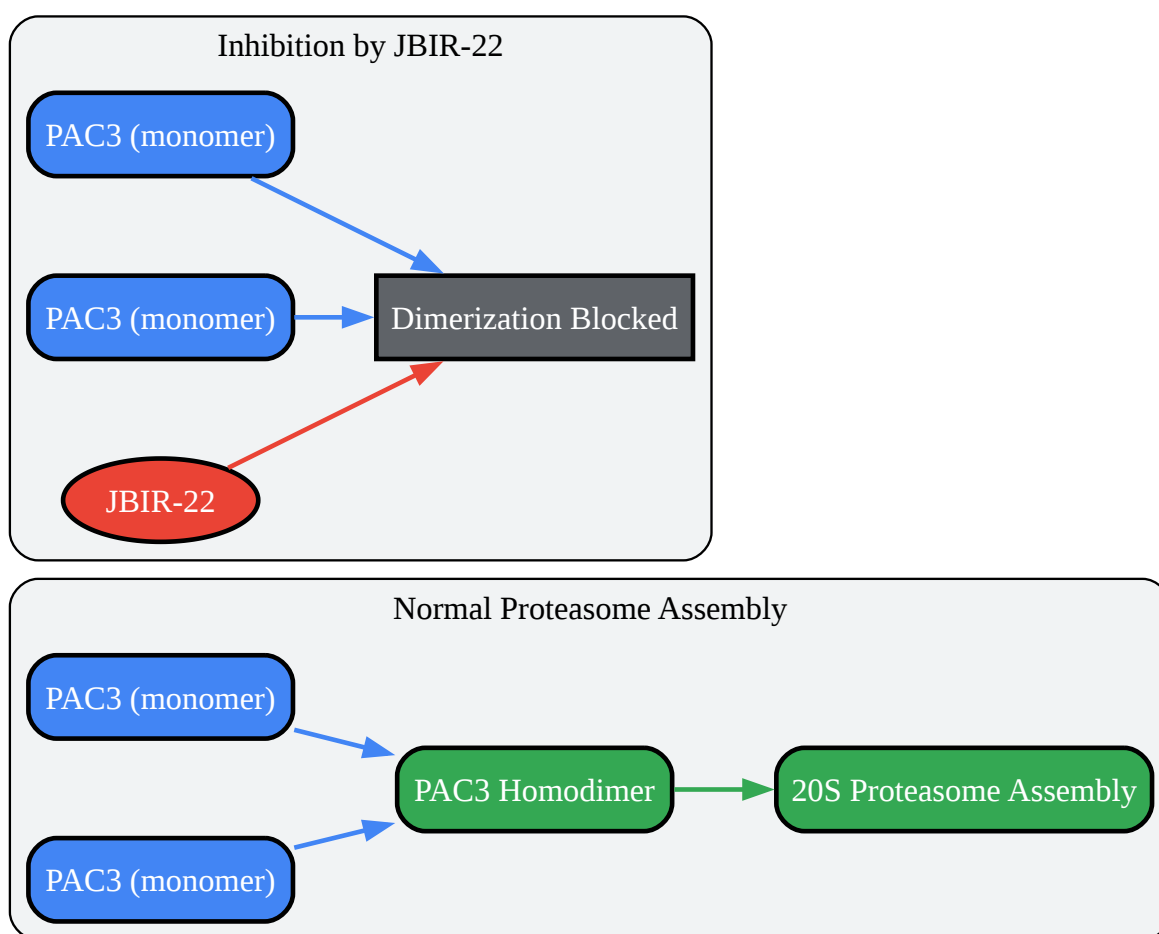 Inhibition by JBIR-22
PAC3 (monomer)
PAC3 (monomer)
Dimerization Blocked
JBIR-22
Normal Proteasome Assembly
PAC3 (monomer)
PAC3 Homodimer
20S Proteasome Assembly
PAC3 (monomer)